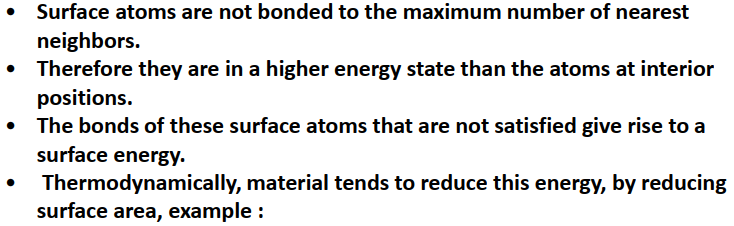 • Surface atoms are not bonded to the maximum number of nearest
neighbors.
• Therefore they are in a higher energy state than the atoms at interior
positions.
• The bonds of these surface atoms that are not satisfied give rise to a
surface energy.
• Thermodynamically, material tends to reduce this energy, by reducing
surface area, example :